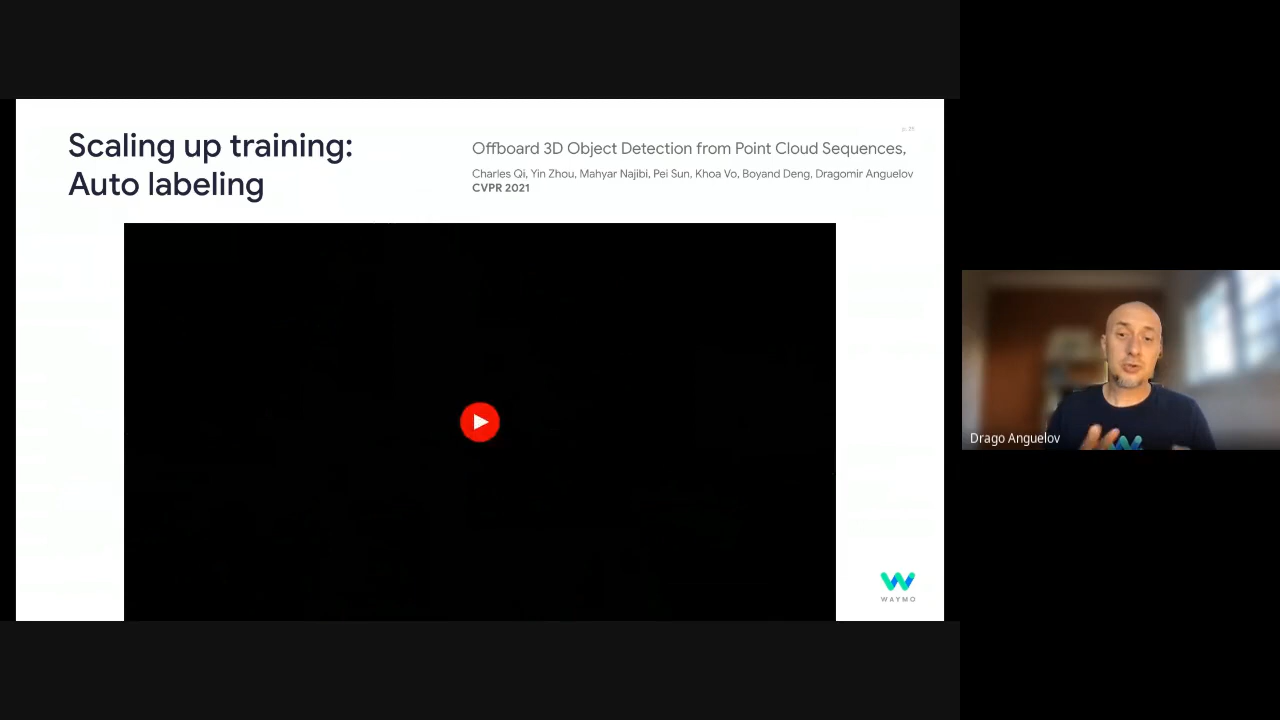 Scaling up training:
Auto labeling
Offboard 3D Object Detection from Point Cloud Sequences,
Charles Qi, Yin Zhou, Mahyar Najibi, Pei Sun, Khoa Vo, Boyand Deng, Dragomir Anguelov
CVPR 2021
WAYMO
Drago Anguelov